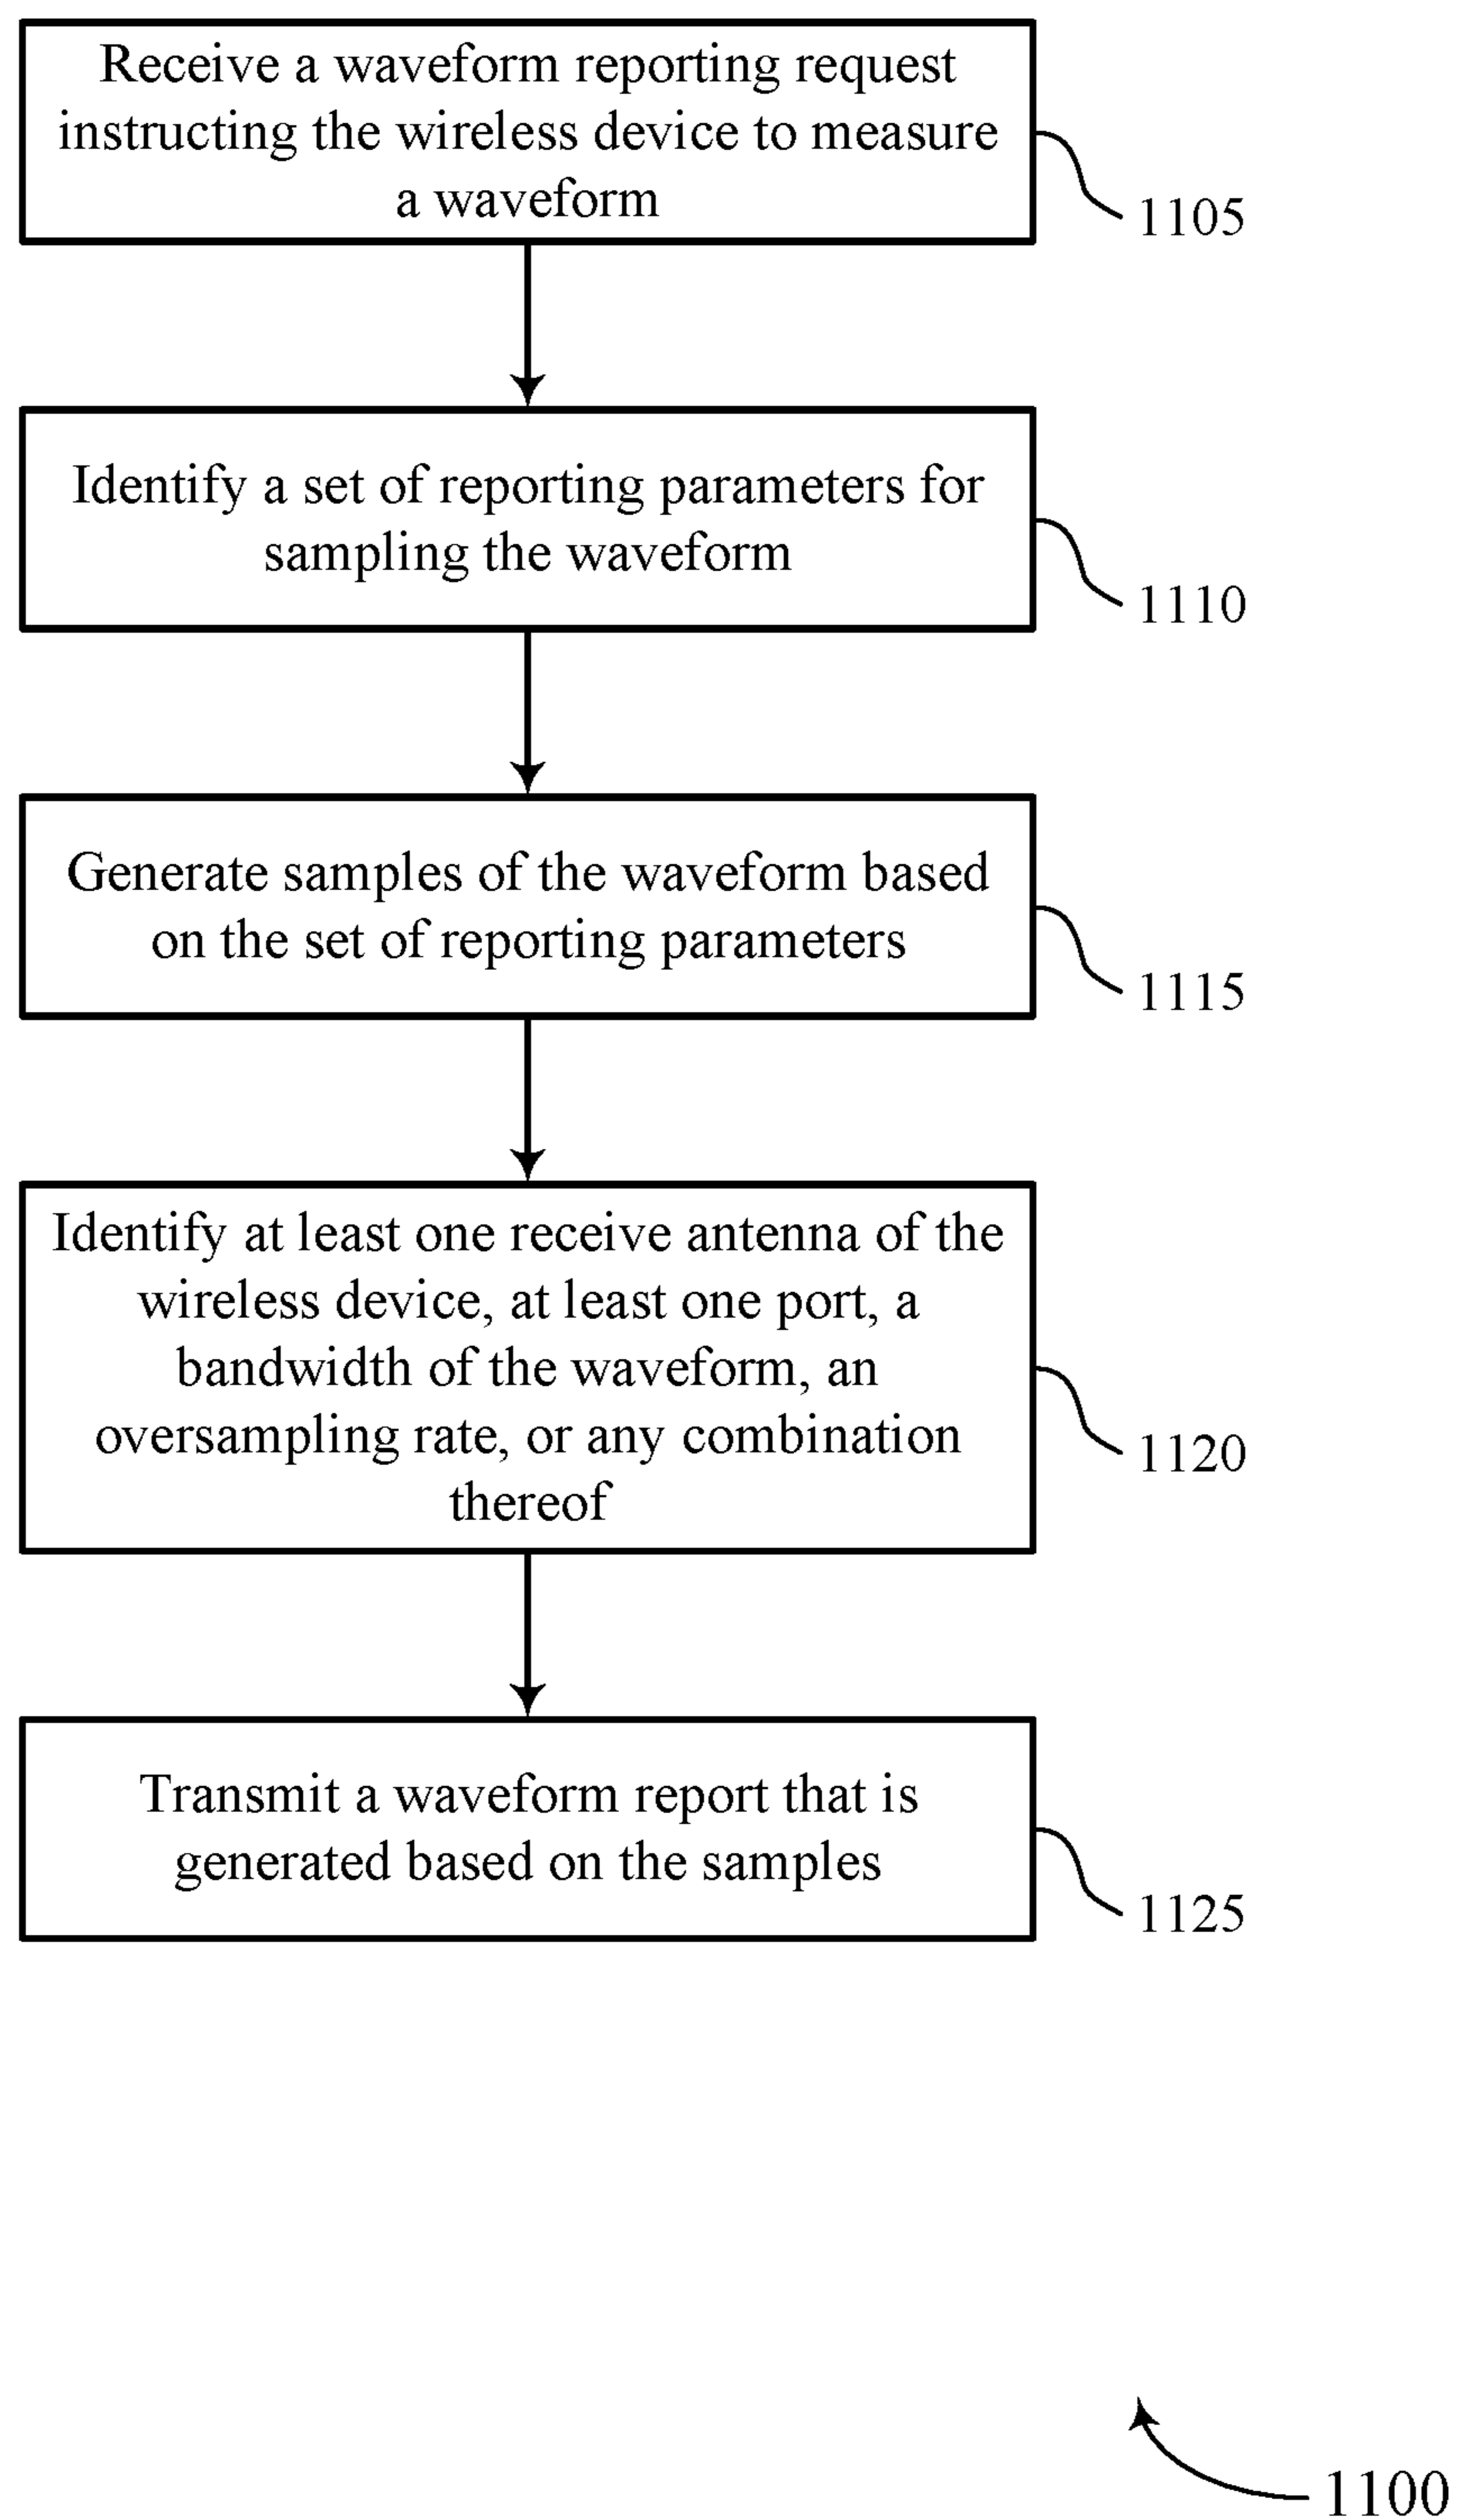 Receive a waveform reporting request
instructing the wireless device to measure
a waveform
1105
Identify a set of reporting parameters for
sampling the waveform
1110
Generate samples of the waveform based
on the set of reporting parameters
1115
Identify at least one receive antenna of the
wireless device, at least one port, a
bandwidth of the waveform, an
oversampling rate, or any combination
thereof
1120
Transmit a waveform report that is
generated based on the samples
1125
1100